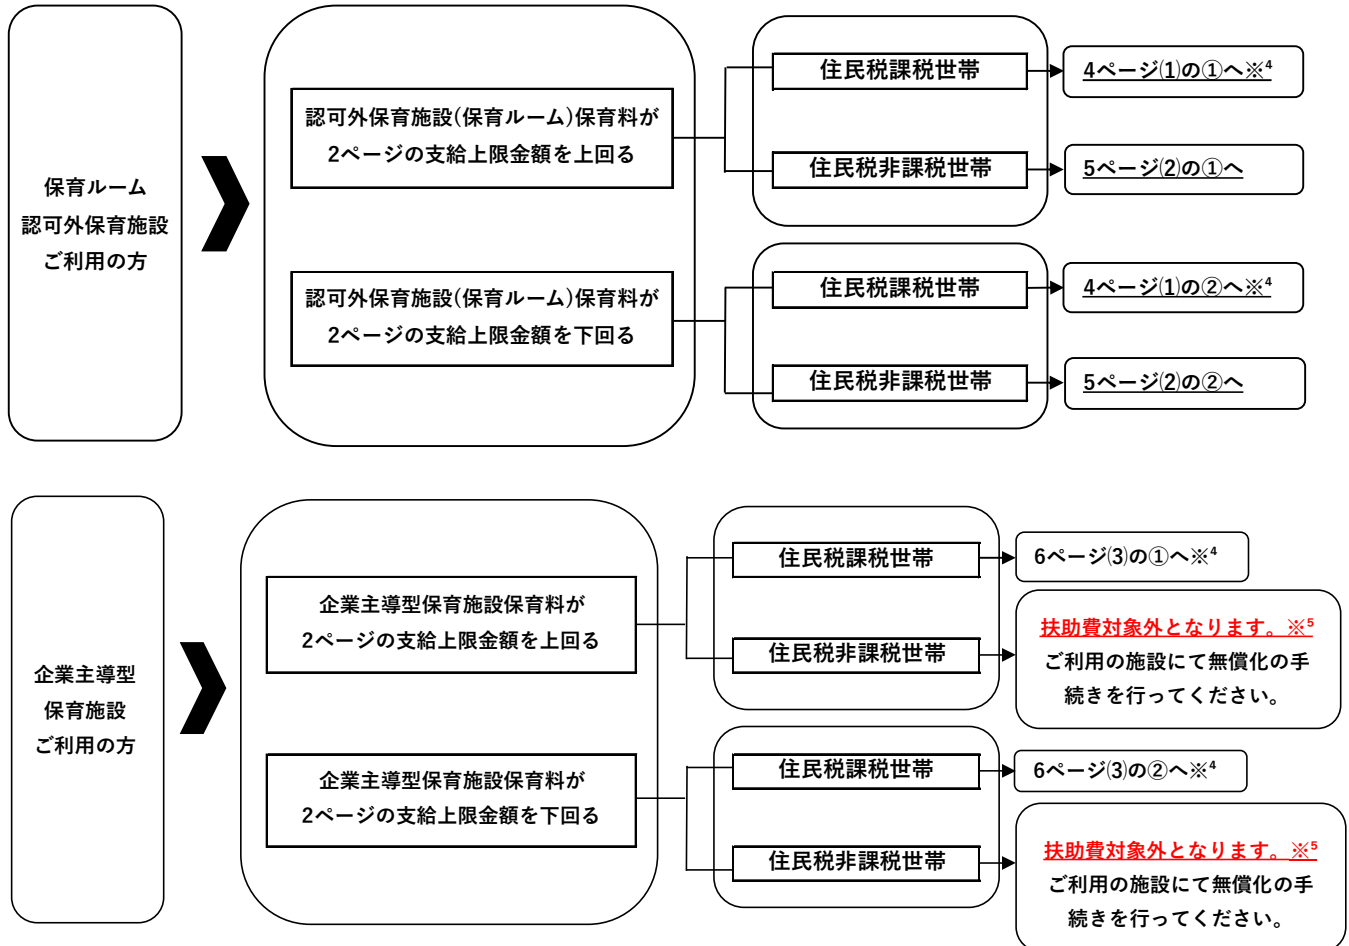 保育ルーム
認可外保育施設
ご利用の方
認可外保育施設(保育ルーム)保育料が
2ページの支給上限金額を上回る
住民税課税世帯
4ページ⑴の①へ※⁴
住民税非課税世帯
5ページ⑵の①へ
認可外保育施設(保育ルーム)保育料が
2ページの支給上限金額を下回る
住民税課税世帯
4ページ⑴の②へ※⁴
住民税非課税世帯
5ページ⑵の②へ
企業主導型
保育施設
ご利用の方
企業主導型保育施設保育料が
2ページの支給上限金額を上回る
住民税課税世帯
6ページ⑶の①へ※⁴
住民税非課税世帯
扶助費対象外となります。※⁵
ご利用の施設にて無償化の手
続きを行ってください。
企業主導型保育施設保育料が
2ページの支給上限金額を下回る
住民税課税世帯
6ページ⑶の②へ※⁴
住民税非課税世帯
扶助費対象外となります。※⁵
ご利用の施設にて無償化の手
続きを行ってください。